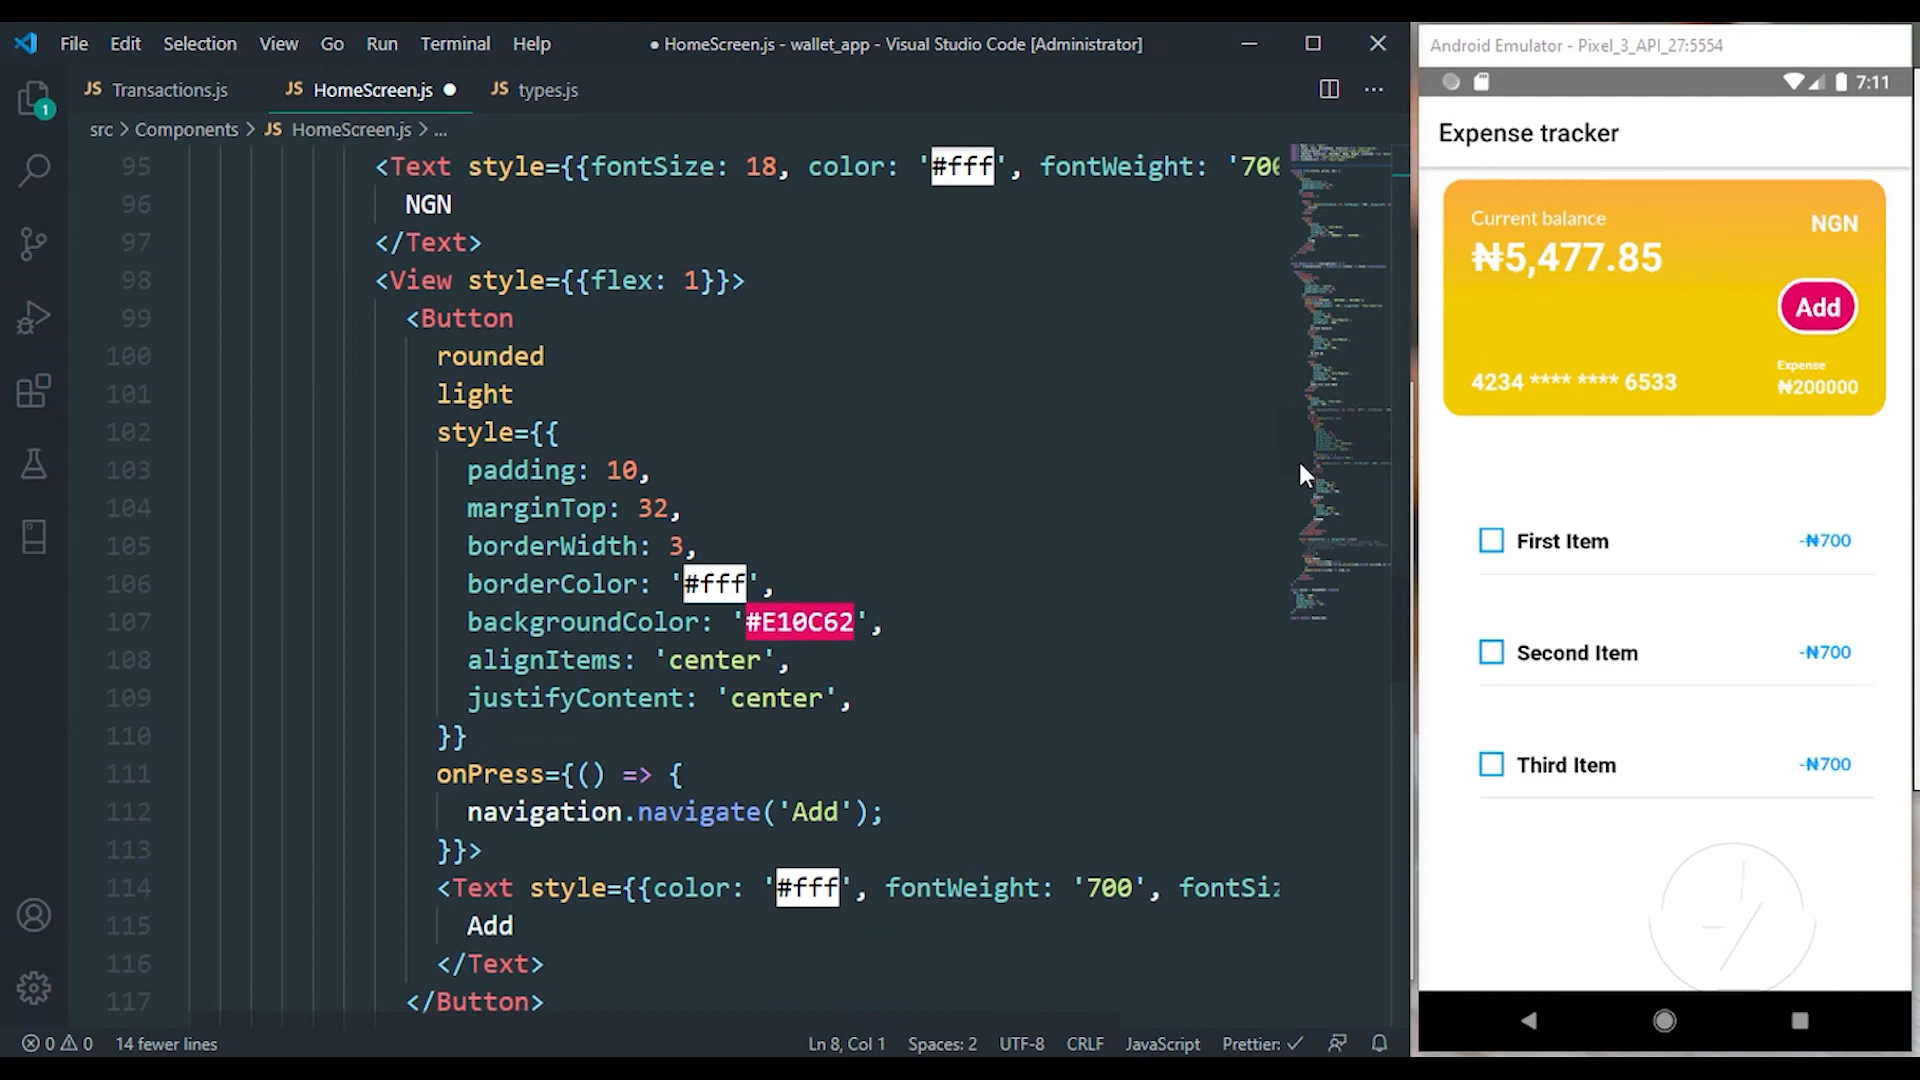 File Edit Selection View Go Run Terminal Help
● HomeScreen.js - wallet_app - Visual Studio Code [Administrator]
JS Transactions.js JS HomeScreen.js ● JS types.js
src > Components > JS HomeScreen.js > ...
1
95 <Text style={{fontSize: 18, color: '#fff', fontWeight: '700
96 NGN
97 </Text>
98 <View style={{flex: 1}}>
99 <Button
100 rounded
101 light
102 style={{
103 padding: 10,
104 marginTop: 32,
105 borderWidth: 3,
106 borderColor: '#fff',
107 backgroundColor: '#E10C62',
108 alignItems: 'center',
109 justifyContent: 'center',
110 }}
111 onPress={() => {
112 navigation.navigate('Add');
113 }}>
114 <Text style={{color: '#fff', fontWeight: '700', fontSiz
115 Add
116 </Text>
117 </Button>
0 0 14 fewer lines Ln 8, Col 1 Spaces: 2 UTF-8 CRLF JavaScript Prettier: ✓
Android Emulator - Pixel_3_API_27:5554
7:11
Expense tracker
Current balance
NGN
₦5,477.85
Add
Expense
4234 **** **** 6533
₦200000
First Item -₦700
Second Item -₦700
Third Item -₦700